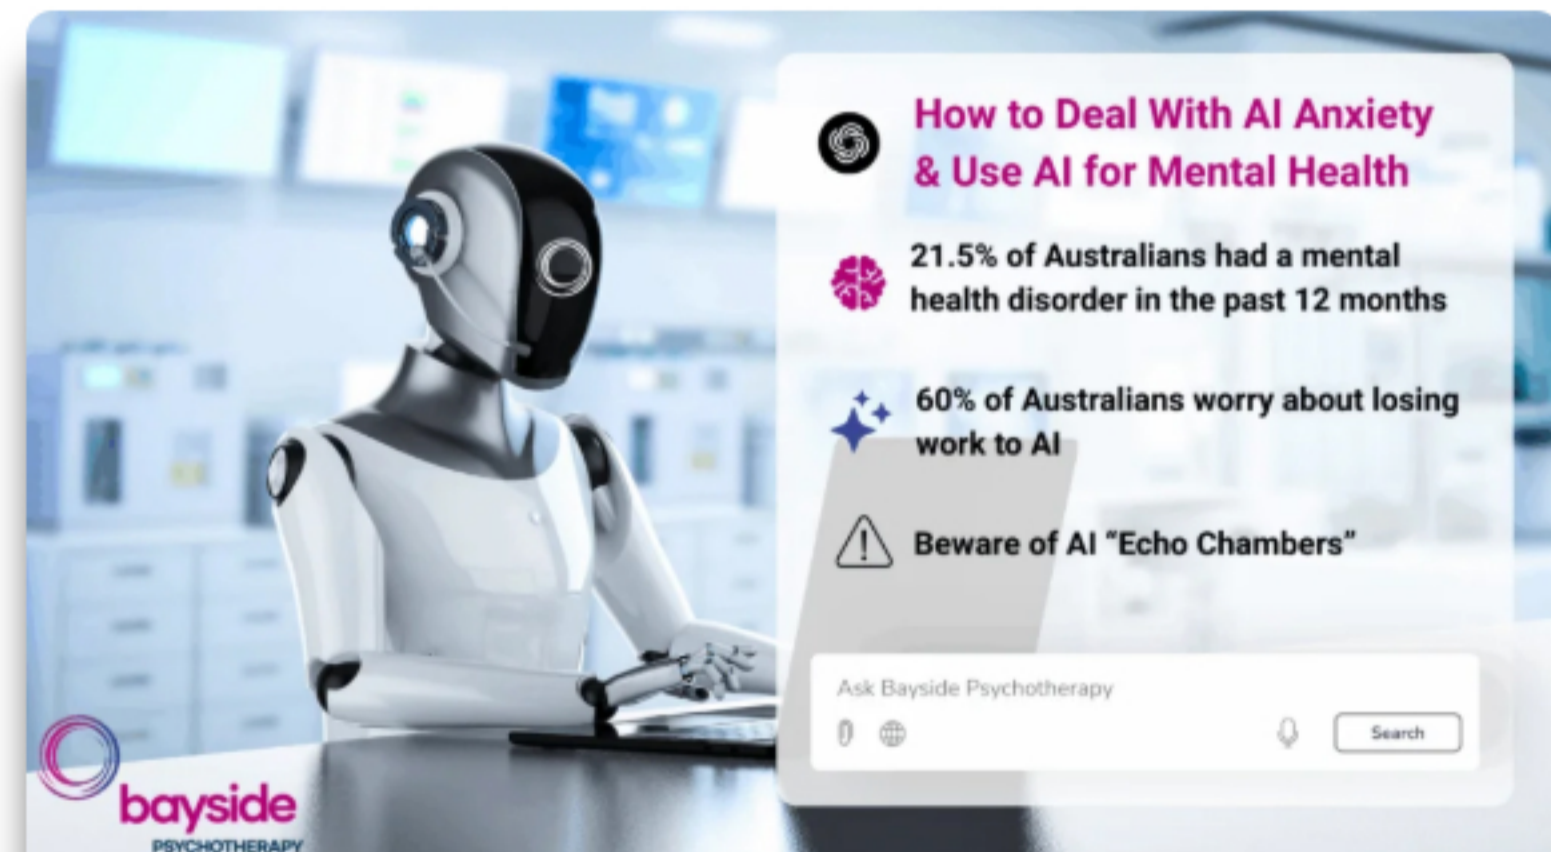 How to Deal With AI Anxiety
& Use AI for Mental Health
21.5% of Australians had a mental
health disorder in the past 12 months
60% of Australians worry about losing
work to AI
Beware of AI “Echo Chambers”
Ask Bayside Psychotherapy
Search
bayside
PSYCHOTHERAPY